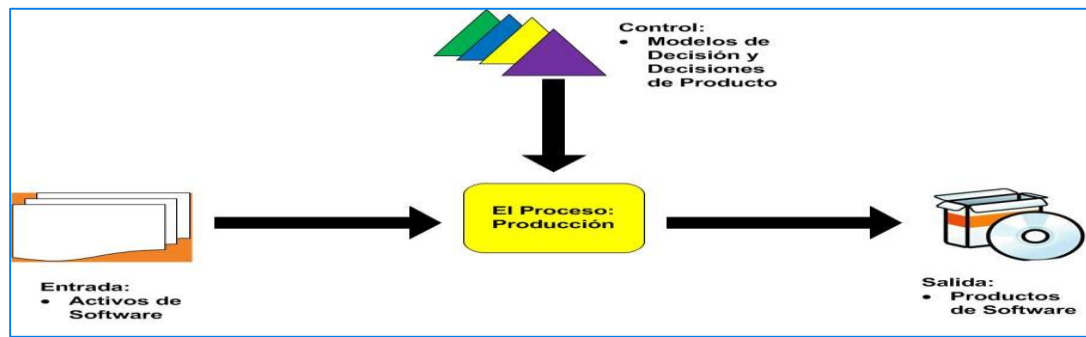 Control:
• Modelos de
Decisión y
Decisiones
de Producto
El Proceso:
Producción
Entrada:
• Activos de
Software
Salida:
• Productos
de Software